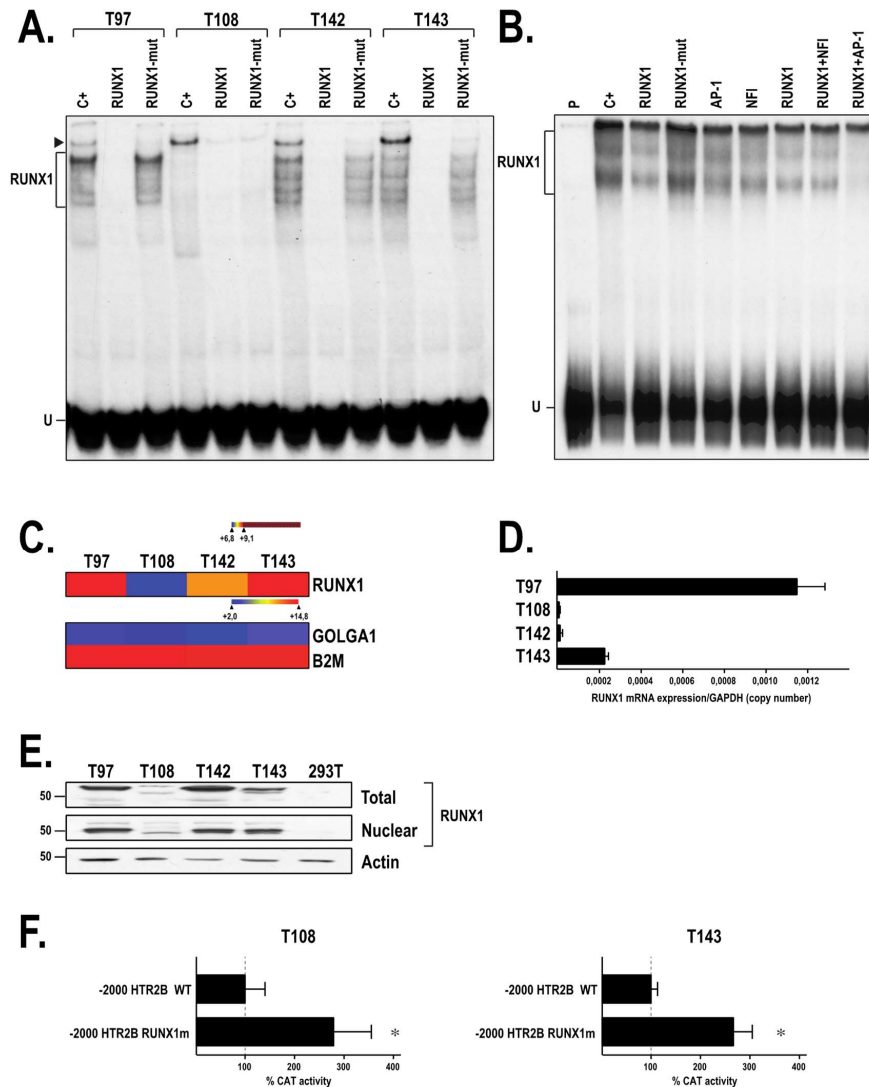 A.
T97 T108 T142 T143
C+ RUNX1 RUNX1-mut C+ RUNX1 RUNX1-mut C+ RUNX1 RUNX1-mut C+ RUNX1 RUNX1-mut
RUNX1
U
B.
P C+ RUNX1 RUNX1-mut AP-1 NFI RUNX1 RUNX1+NFI RUNX1+AP-1
RUNX1
U
C.
+6,8 +9,1
T97 T108 T142 T143
RUNX1
+2,0 +14,8
GOLGA1
B2M
D.
T97
T108
T142
T143
0,0002 0,0004 0,0006 0,0008 0,0010 0,0012
RUNX1 mRNA expression/GAPDH (copy number)
E.
T97 T108 T142 T143 293T
50 Total
50 Nuclear
RUNX1
50 Actin
F.
T108
-2000 HTR2B WT
-2000 HTR2B RUNX1m *
100 200 300 400
% CAT activity
T143
-2000 HTR2B WT
-2000 HTR2B RUNX1m *
100 200 300 400
% CAT activity